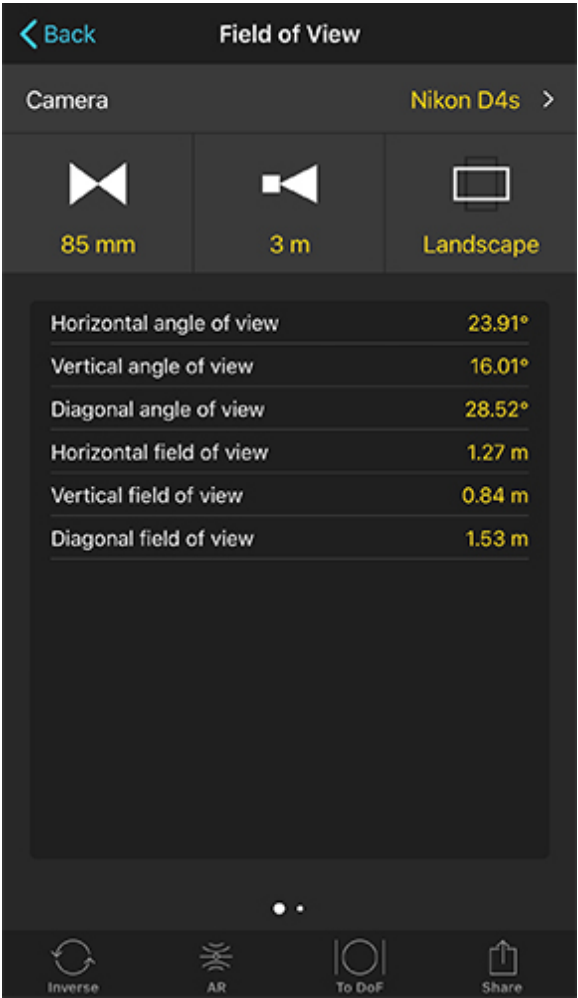 Back Field of View
Camera Nikon D4s
85 mm 3 m Landscape
Horizontal angle of view 23.91°
Vertical angle of view 16.01°
Diagonal angle of view 28.52°
Horizontal field of view 1.27 m
Vertical field of view 0.84 m
Diagonal field of view 1.53 m
Inverse AR To DoF Share